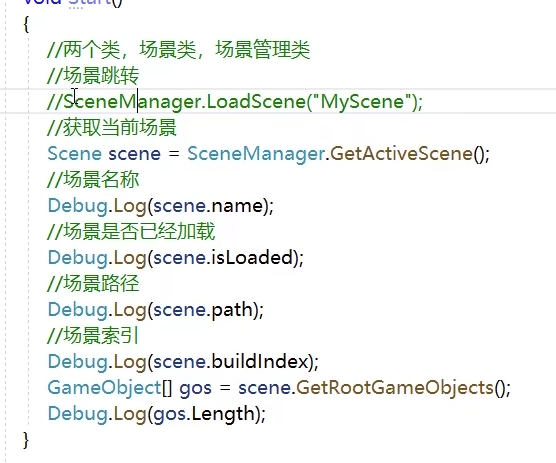 void Start()
{
//两个类，场景类，场景管理类
//场景跳转
//SceneManager.LoadScene("MyScene");
//获取当前场景
Scene scene = SceneManager.GetActiveScene();
//场景名称
Debug.Log(scene.name);
//场景是否已经加载
Debug.Log(scene.isLoaded);
//场景路径
Debug.Log(scene.path);
//场景索引
Debug.Log(scene.buildIndex);
GameObject[] gos = scene.GetRootGameObjects();
Debug.Log(gos.Length);
}